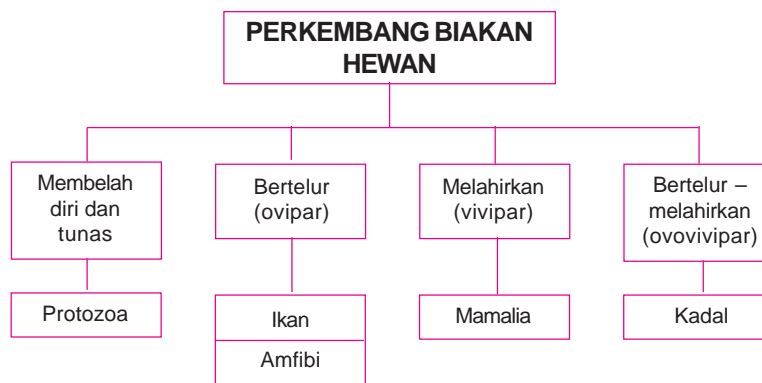 PERKEMBANG BIAKAN
HEWAN
Membelah
diri dan
tunas
Bertelur
(ovipar)
Melahirkan
(vivipar)
Bertelur –
melahirkan
(ovovivipar)
Protozoa
Ikan
Amfibi
Mamalia
Kadal